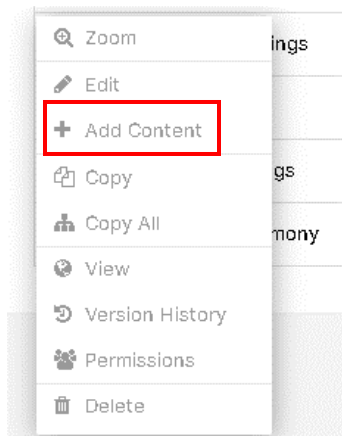 Zoom
ings
Edit
Add Content
Copy
gs
Copy All
mony
View
Version History
Permissions
Delete